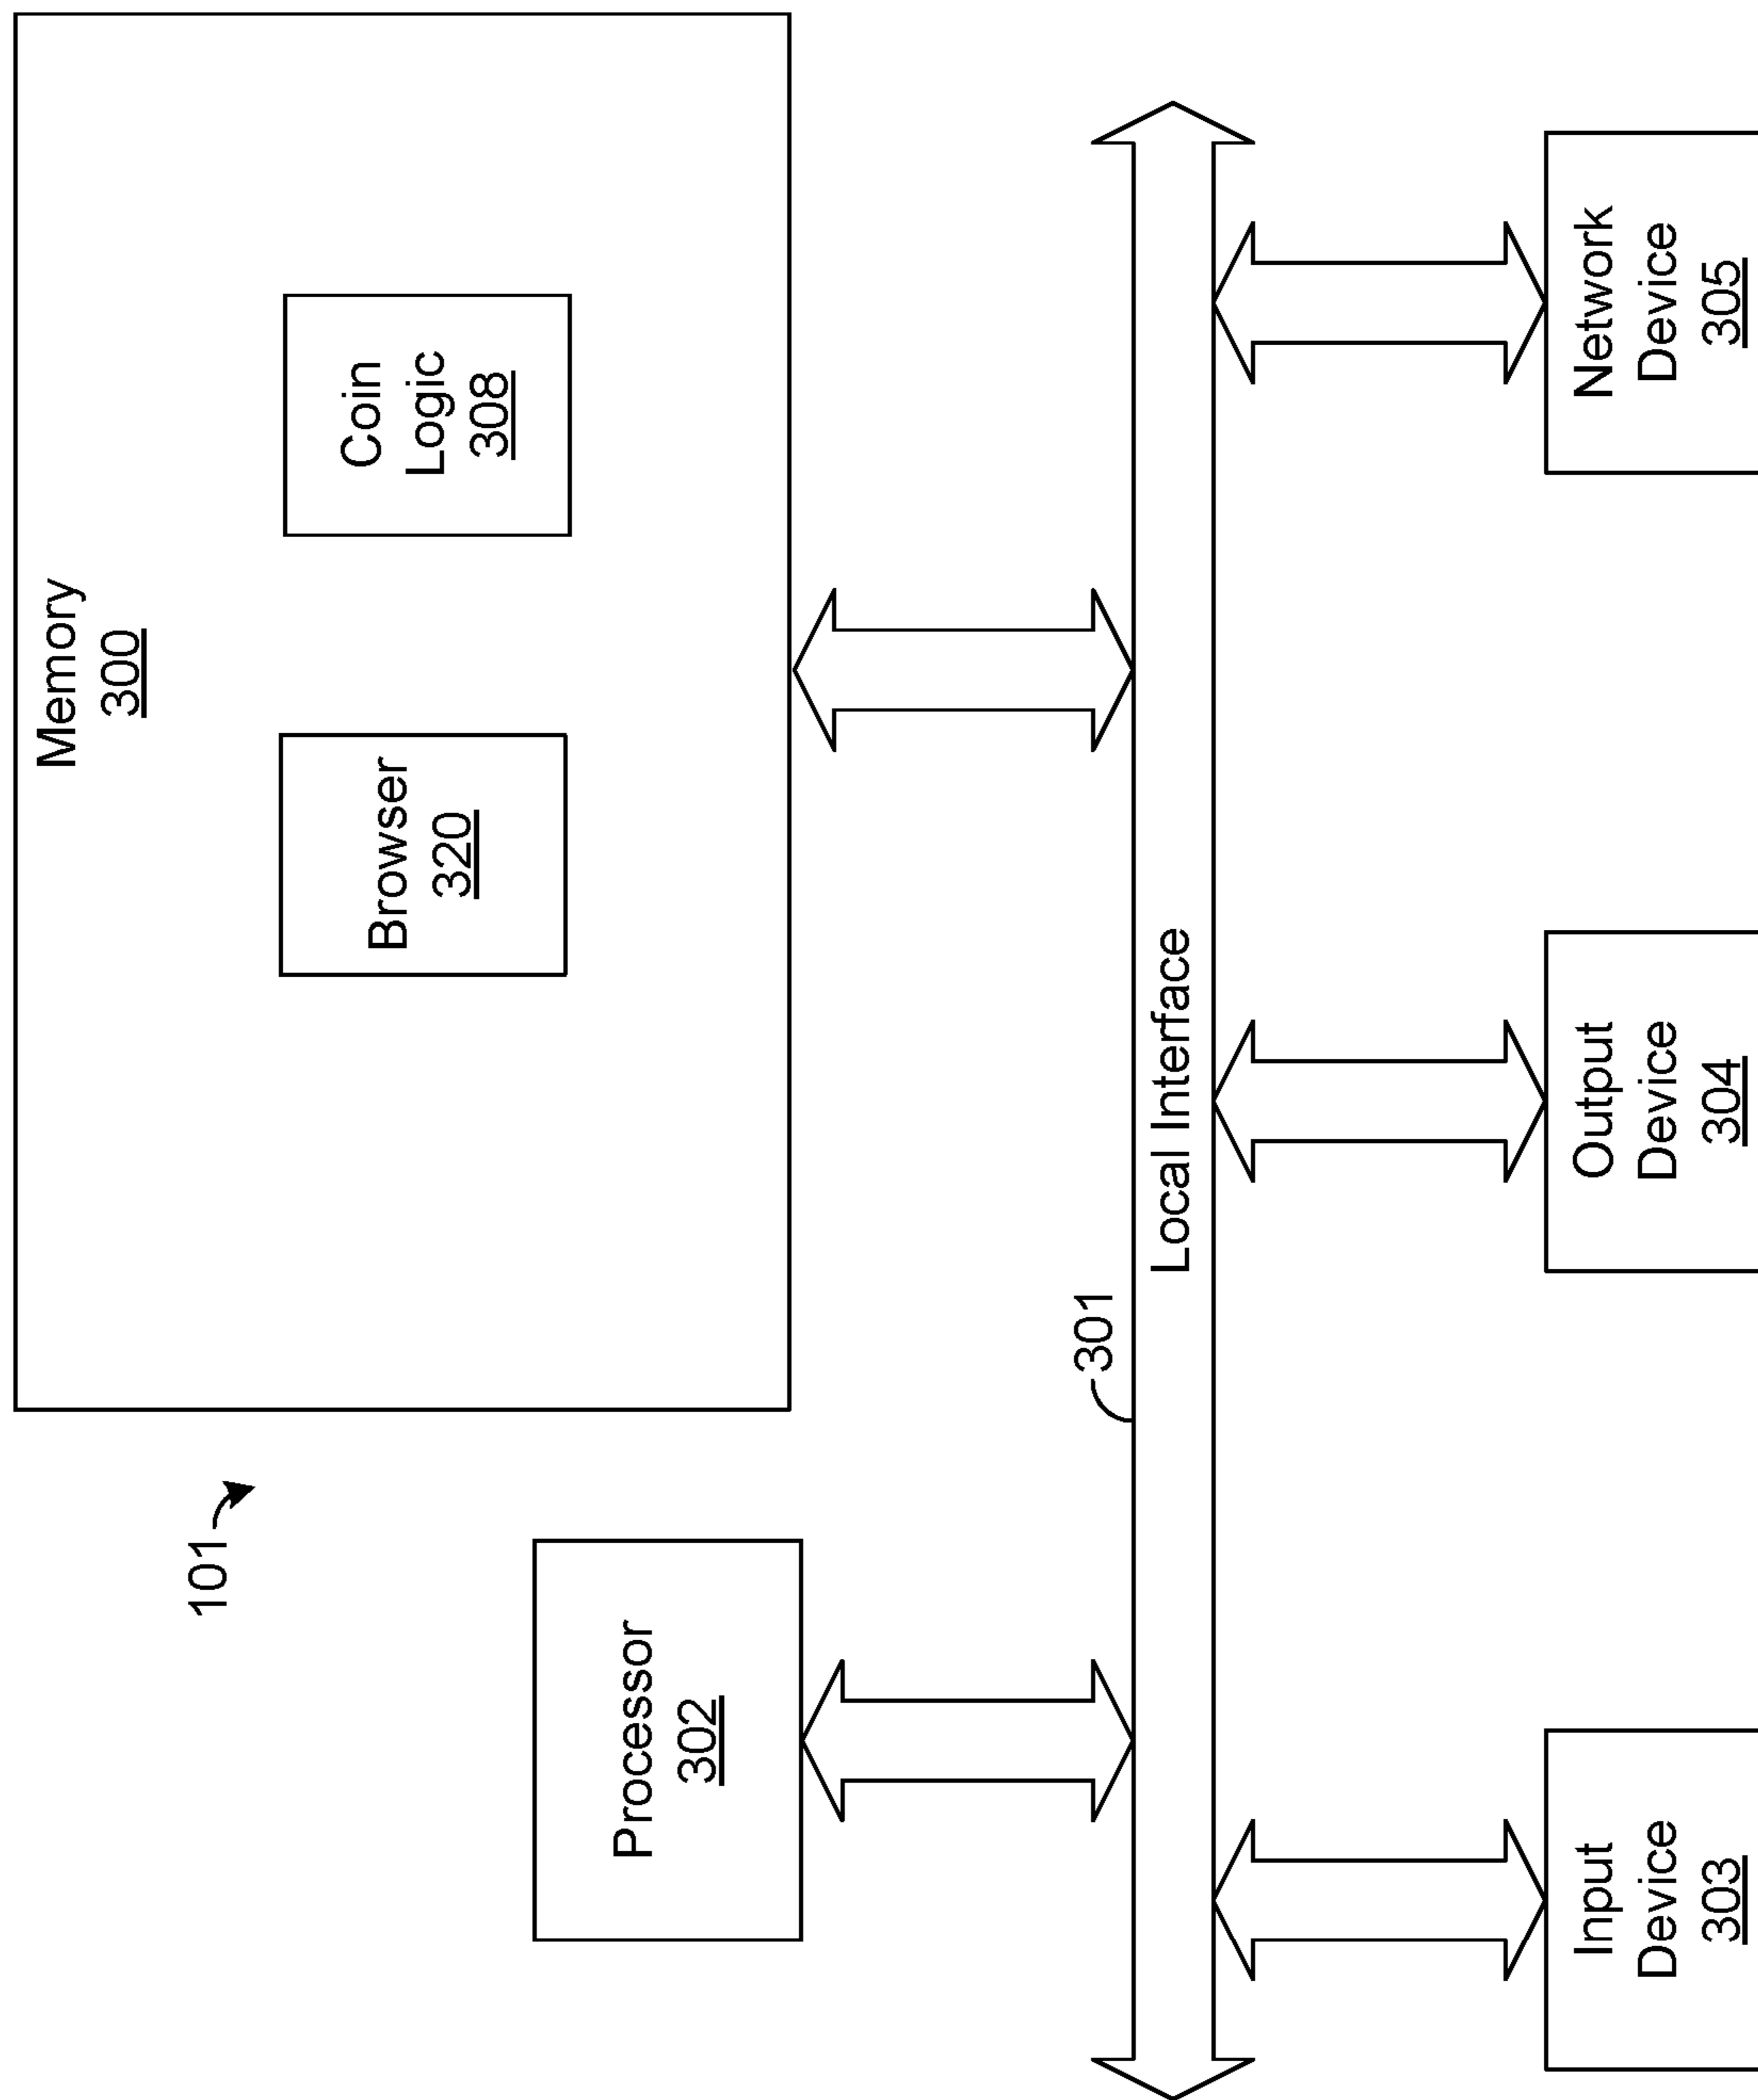 Memory
300
Browser
320
Coin
Logic
308
101
Processor
302
301
Local Interface
Input
Device
303
Output
Device
304
Network
Device
305